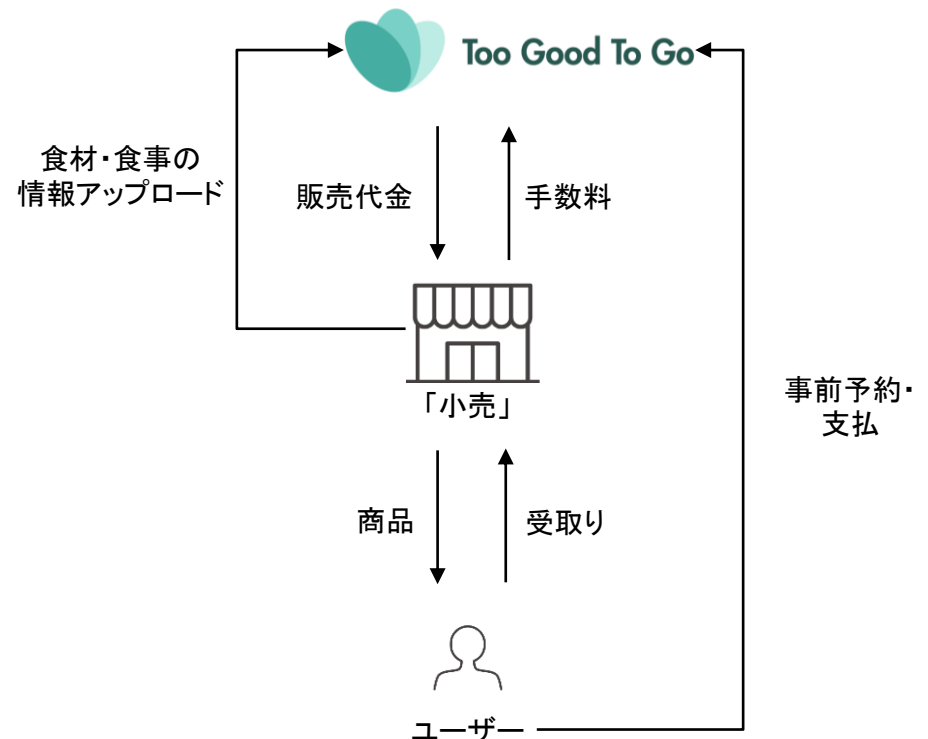 Too Good To Go
食材・食事の
情報アップロード
販売代金
手数料
「小売」
事前予約・
支払
商品
受取り
ユーザー